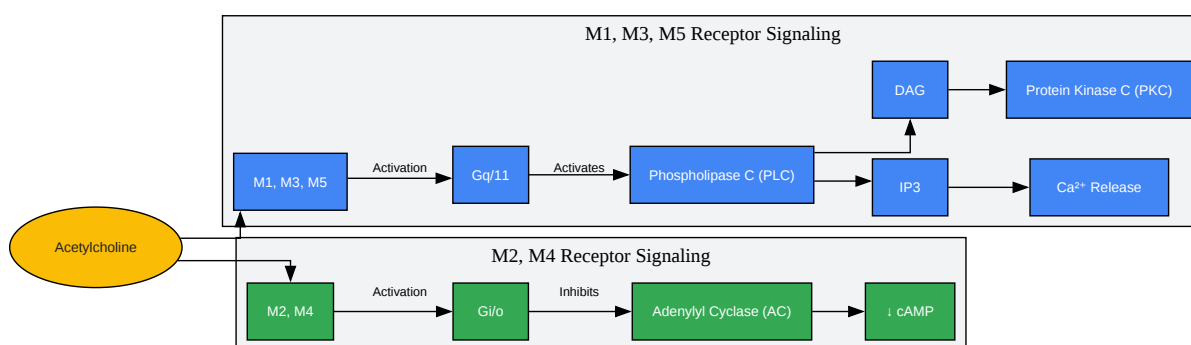 M1, M3, M5 Receptor Signaling
DAG
Protein Kinase C (PKC)
M1, M3, M5
Activation
Gq/11
Activates
Phospholipase C (PLC)
IP3
Ca²⁺ Release
Acetylcholine
M2, M4 Receptor Signaling
M2, M4
Activation
Gi/o
Inhibits
Adenylyl Cyclase (AC)
↓ cAMP